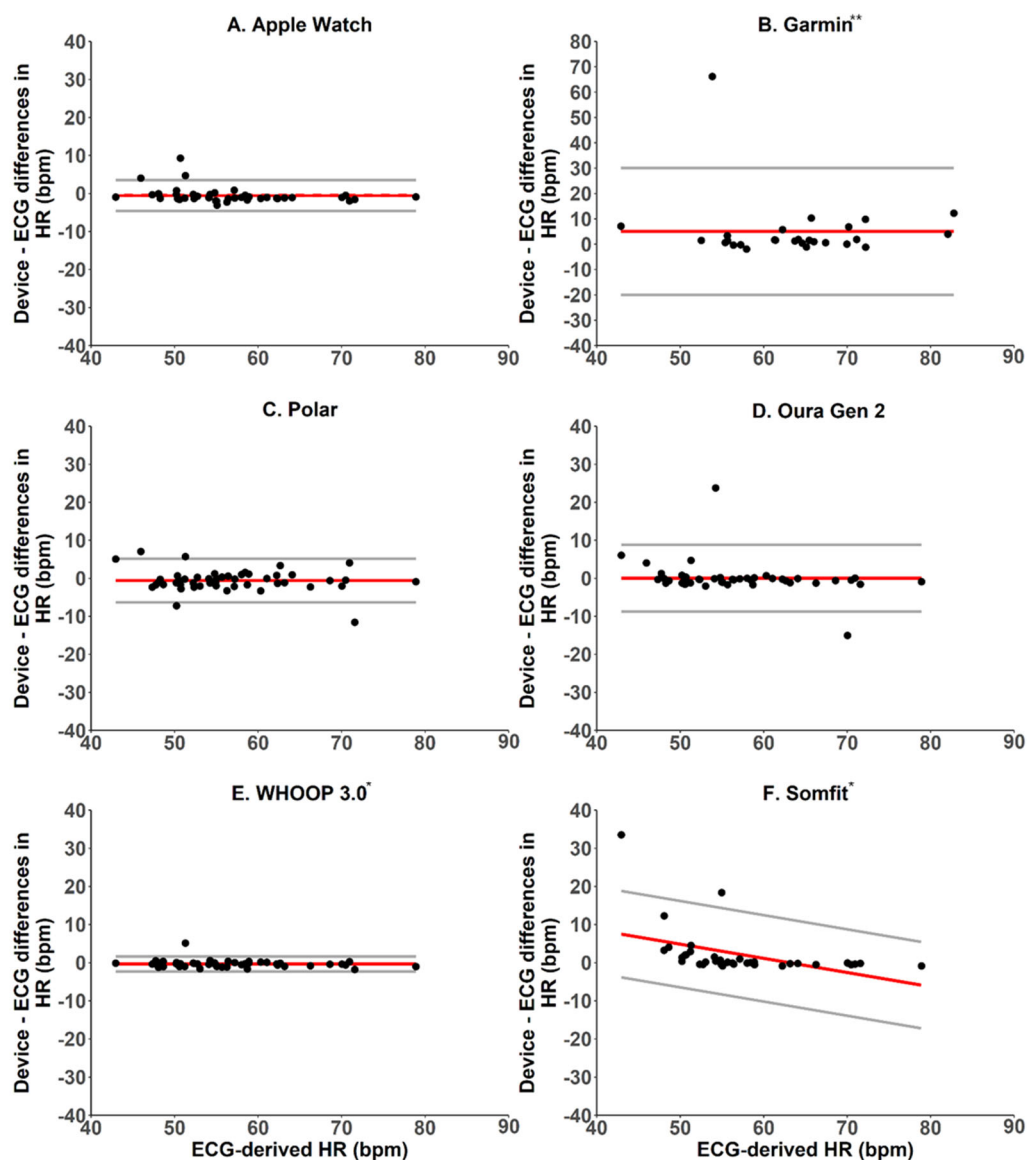 A. Apple Watch
Device - ECG differences in
HR (bpm)
40
30
20
10
0
-10
-20
-30
-40
40 50 60 70 80 90
B. Garmin**
Device - ECG differences in
HR (bpm)
80
70
60
50
40
30
20
10
0
-10
-20
-30
-40
40 50 60 70 80 90
C. Polar
Device - ECG differences in
HR (bpm)
40
30
20
10
0
-10
-20
-30
-40
40 50 60 70 80 90
D. Oura Gen 2
Device - ECG differences in
HR (bpm)
40
30
20
10
0
-10
-20
-30
-40
40 50 60 70 80 90
E. WHOOP 3.0*
Device - ECG differences in
HR (bpm)
40
30
20
10
0
-10
-20
-30
-40
40 50 60 70 80 90
ECG-derived HR (bpm)
F. Somfit*
Device - ECG differences in
HR (bpm)
40
30
20
10
0
-10
-20
-30
-40
40 50 60 70 80 90
ECG-derived HR (bpm)